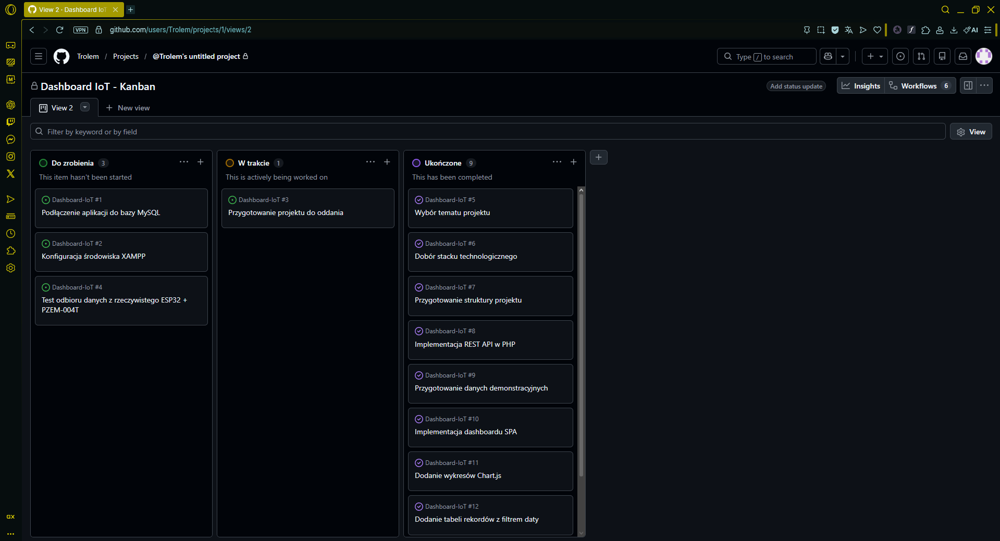 View 2 · Dashboard IoT
VPN
github.com/users/Trolem/projects/1/views/2
AI
Trolem / Projects / @Trolem's untitled project
Type / to search
Dashboard IoT - Kanban
Add status update
Insights
Workflows 6
View 2
New view
Filter by keyword or by field
View
Do zrobienia 3
This item hasn't been started
Dashboard-IoT #1
Podłączenie aplikacji do bazy MySQL
Dashboard-IoT #2
Konfiguracja środowiska XAMPP
Dashboard-IoT #4
Test odbioru danych z rzeczywistego ESP32 +
PZEM-004T
W trakcie 1
This is actively being worked on
Dashboard-IoT #3
Przygotowanie projektu do oddania
Ukończone 9
This has been completed
Dashboard-IoT #5
Wybór tematu projektu
Dashboard-IoT #6
Dobór stacku technologicznego
Dashboard-IoT #7
Przygotowanie struktury projektu
Dashboard-IoT #8
Implementacja REST API w PHP
Dashboard-IoT #9
Przygotowanie danych demonstracyjnych
Dashboard-IoT #10
Implementacja dashboardu SPA
Dashboard-IoT #11
Dodanie wykresów Chart.js
Dashboard-IoT #12
Dodanie tabeli rekordów z filtrem daty
GX